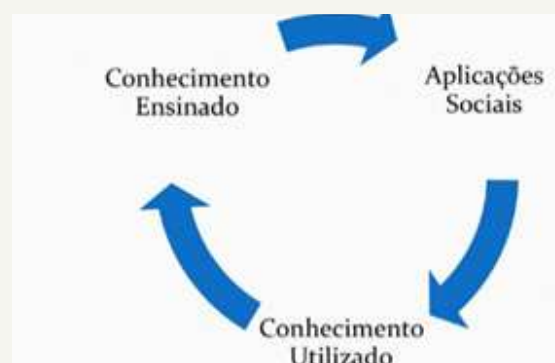 Conhecimento
Ensinado
Aplicações
Sociais
Conhecimento
Utilizado